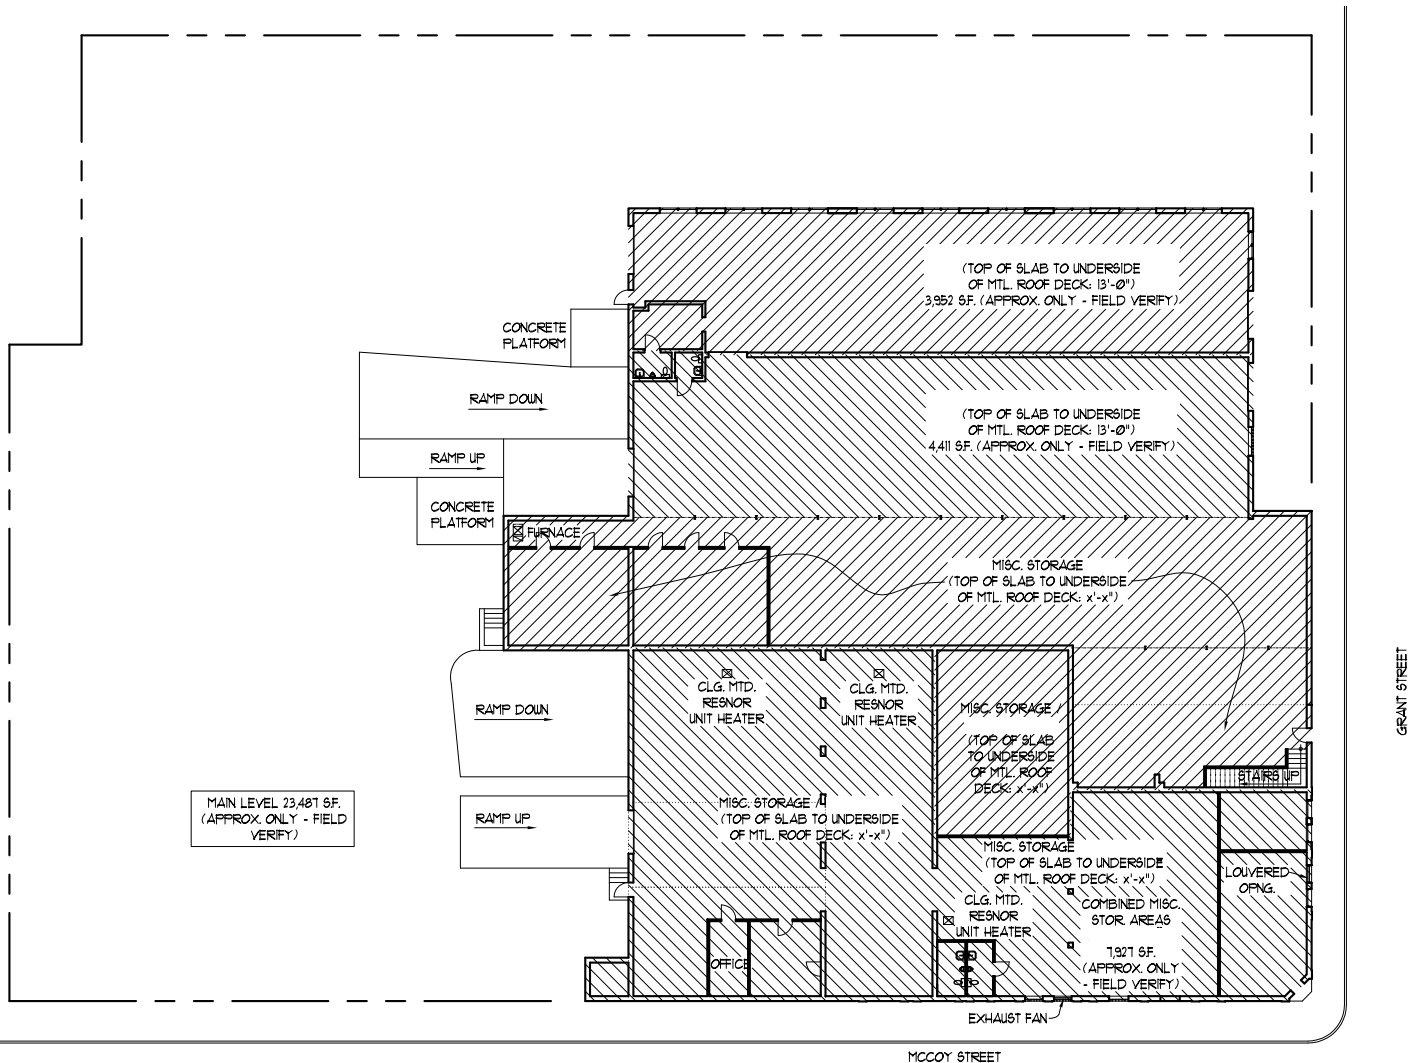 (TOP OF SLAB TO UNDERSIDE
OF MTL. ROOF DECK: 13'-0")
3,952 S.F. (APPROX. ONLY - FIELD VERIFY)
CONCRETE
PLATFORM
RAMP DOWN
(TOP OF SLAB TO UNDERSIDE
OF MTL. ROOF DECK: 13'-0")
4,411 S.F. (APPROX. ONLY - FIELD VERIFY)
RAMP UP
CONCRETE
PLATFORM
FURNACE
MISC. STORAGE
(TOP OF SLAB TO UNDERSIDE
OF MTL. ROOF DECK: x'-x")
GRANT STREET
CLG. MTD.
RESNOR
UNIT HEATER
CLG. MTD.
RESNOR
UNIT HEATER
RAMP DOWN
MISC. STORAGE /
(TOP OF SLAB
TO UNDERSIDE
OF MTL. ROOF
DECK: x'-x")
STAIRS UP
MAIN LEVEL 23,487 S.F.
(APPROX. ONLY - FIELD
VERIFY)
RAMP UP
MISC. STORAGE /
(TOP OF SLAB TO UNDERSIDE
OF MTL. ROOF DECK: x'-x")
MISC. STORAGE
(TOP OF SLAB TO UNDERSIDE
OF MTL. ROOF DECK: x'-x")
LOUVERED
OPNG.
CLG. MTD.
RESNOR
UNIT HEATER
COMBINED MISC.
STOR. AREAS
7,927 S.F.
(APPROX. ONLY
- FIELD VERIFY)
OFFICE
EXHAUST FAN
MCCOY STREET